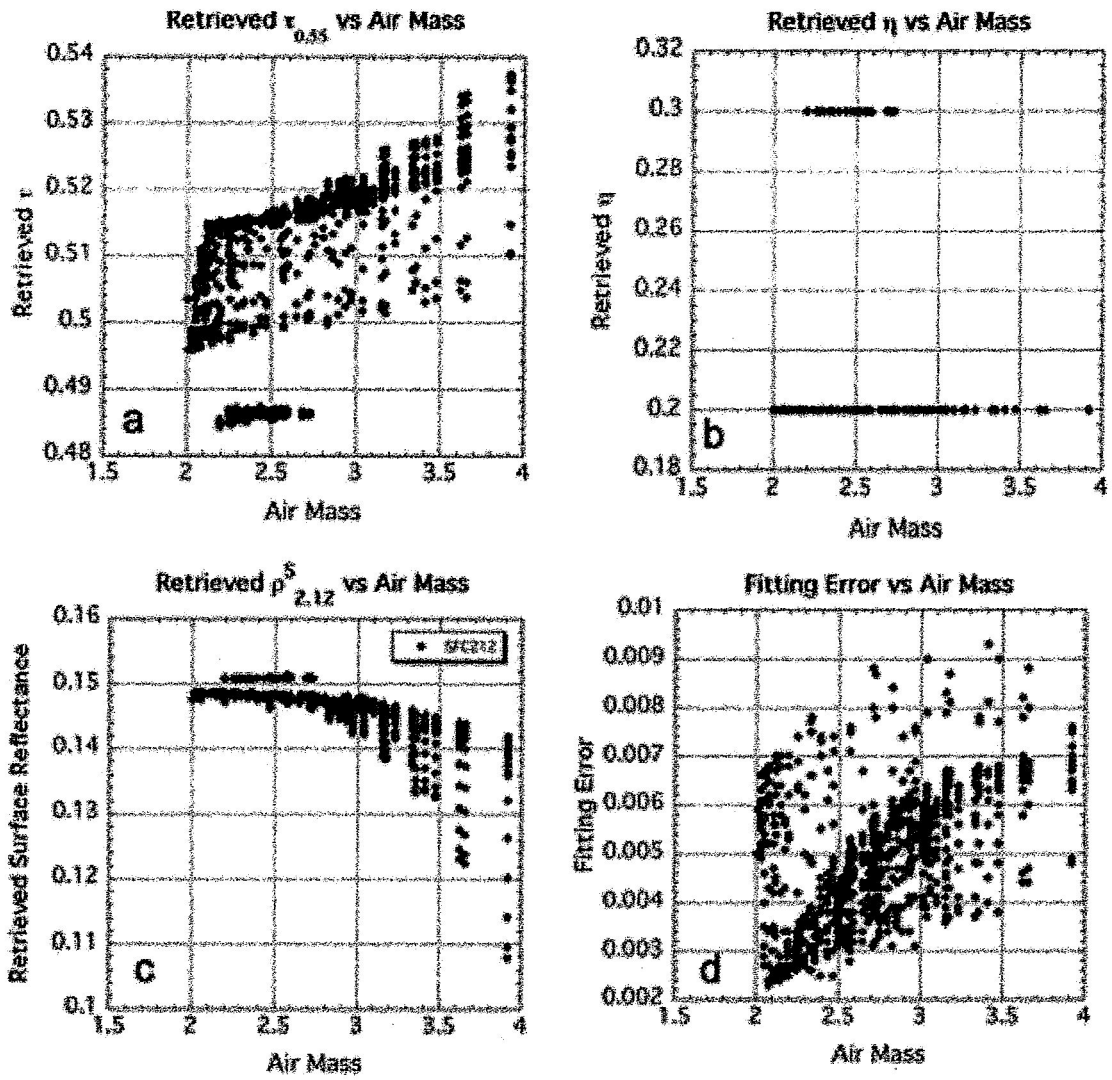 Retrieved τ0.55 vs Air Mass
0.54
0.53
0.52
0.51
0.5
0.49
0.48
Retrieved τ
a
1.5 2 2.5 3 3.5 4
Air Mass
Retrieved η vs Air Mass
0.32
0.3
0.28
0.26
0.24
0.22
0.2
0.18
Retrieved η
b
1.5 2 2.5 3 3.5 4
Air Mass
Retrieved ρS2.12 vs Air Mass
0.16
0.15
0.14
0.13
0.12
0.11
0.1
Retrieved Surface Reflectance
SFC212
c
1.5 2 2.5 3 3.5 4
Air Mass
Fitting Error vs Air Mass
0.01
0.009
0.008
0.007
0.006
0.005
0.004
0.003
0.002
Fitting Error
d
1.5 2 2.5 3 3.5 4
Air Mass